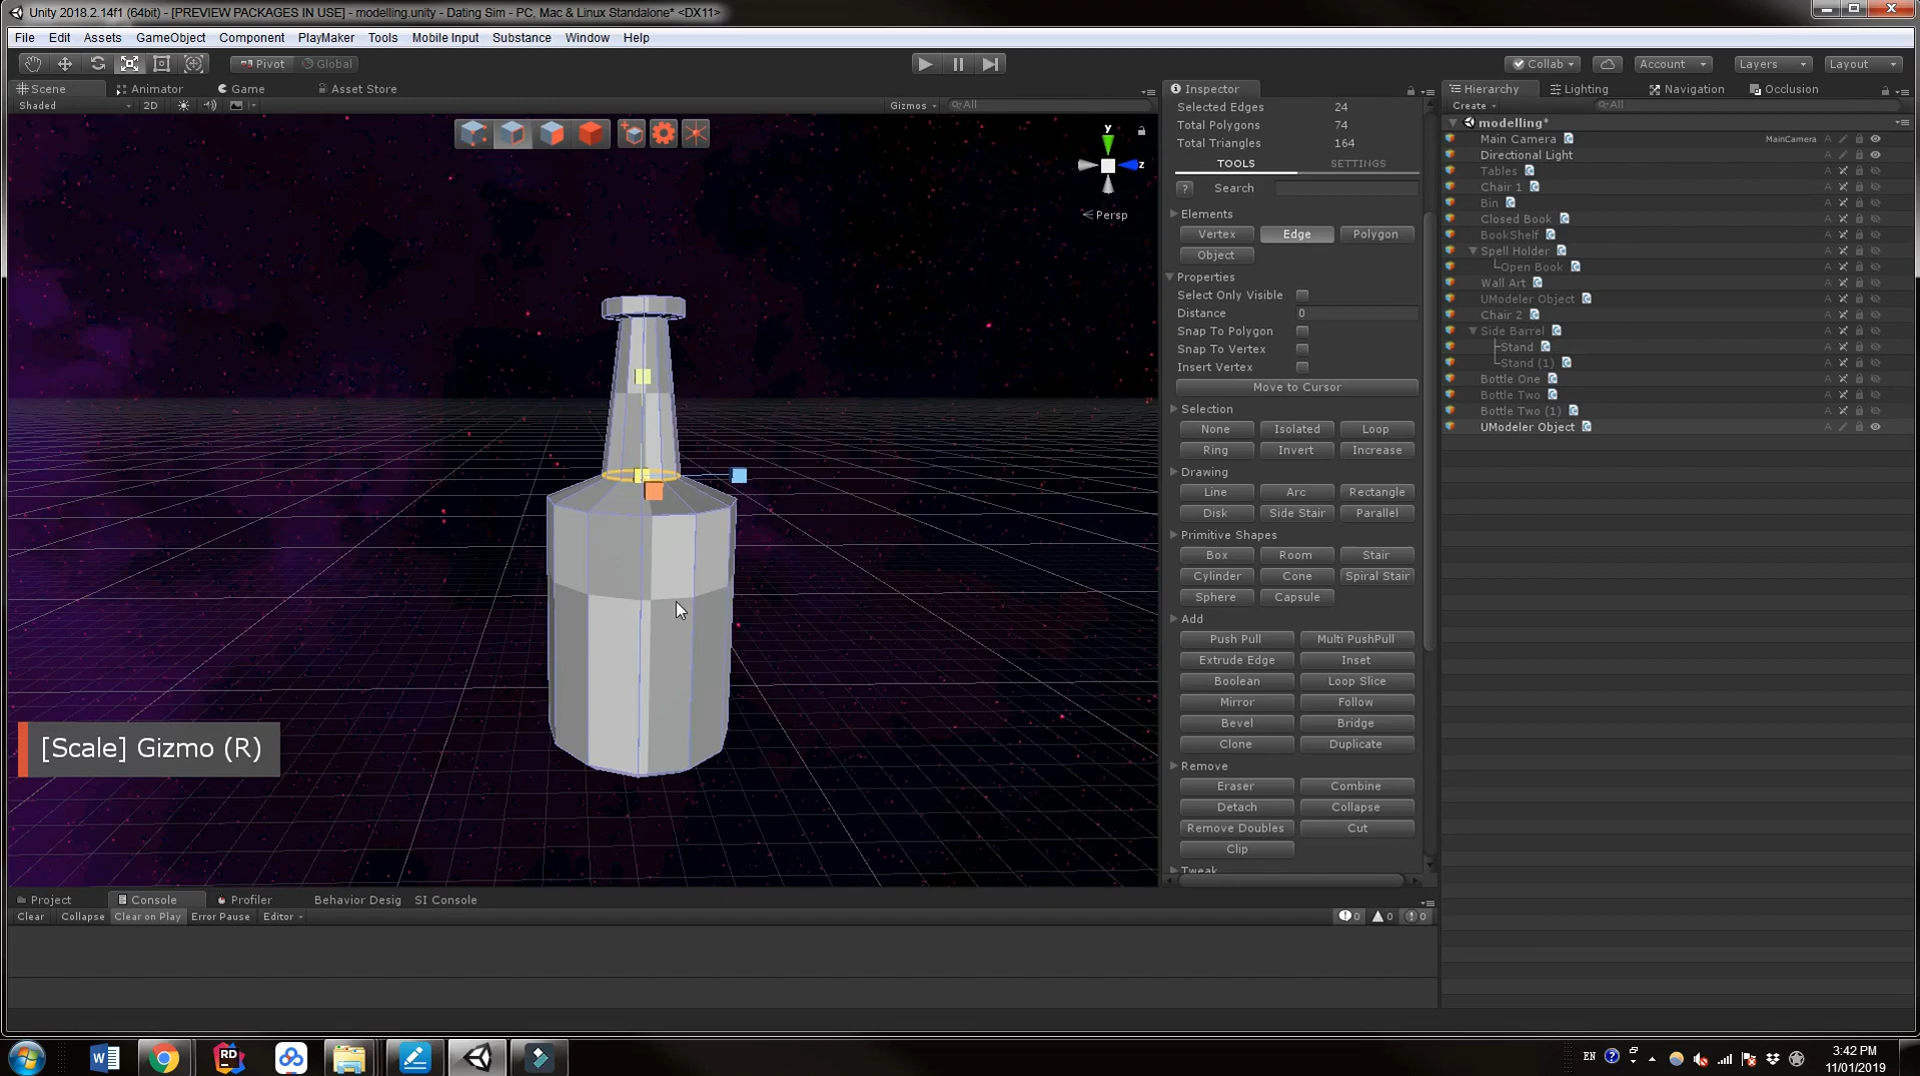 Unity 2018.2.14f1 (64bit) - [PREVIEW PACKAGES IN USE] - modelling.unity - Dating Sim - PC, Mac & Linux Standalone* <DX11>
File Edit Assets GameObject Component PlayMaker Tools Mobile Input Substance Window Help
Pivot Global
Collab Account Layers Layout
Scene Animator Game Asset Store
Shaded 2D Gizmos All
y
z
Persp
[Scale] Gizmo (R)
Inspector
Selected Edges 24
Total Polygons 74
Total Triangles 164
TOOLS SETTINGS
? Search
Elements
Vertex Edge Polygon
Object
Properties
Select Only Visible
Distance 0
Snap To Polygon
Snap To Vertex
Insert Vertex
Move to Cursor
Selection
None Isolated Loop
Ring Invert Increase
Drawing
Line Arc Rectangle
Disk Side Stair Parallel
Primitive Shapes
Box Room Stair
Cylinder Cone Spiral Stair
Sphere Capsule
Add
Push Pull Multi PushPull
Extrude Edge Inset
Boolean Loop Slice
Mirror Follow
Bevel Bridge
Clone Duplicate
Remove
Eraser Combine
Detach Collapse
Remove Doubles Cut
Clip
Tweak
Hierarchy Lighting Navigation Occlusion
Create All
modelling*
Main Camera MainCamera
Directional Light
Tables
Chair 1
Bin
Closed Book
BookShelf
Spell Holder
Open Book
Wall Art
UModeler Object
Chair 2
Side Barrel
Stand
Stand (1)
Bottle One
Bottle Two
Bottle Two (1)
UModeler Object
Project Console Profiler Behavior Desig SI Console
Clear Collapse Clear on Play Error Pause Editor 0 0 0
RD
EN
3:42 PM
11/01/2019